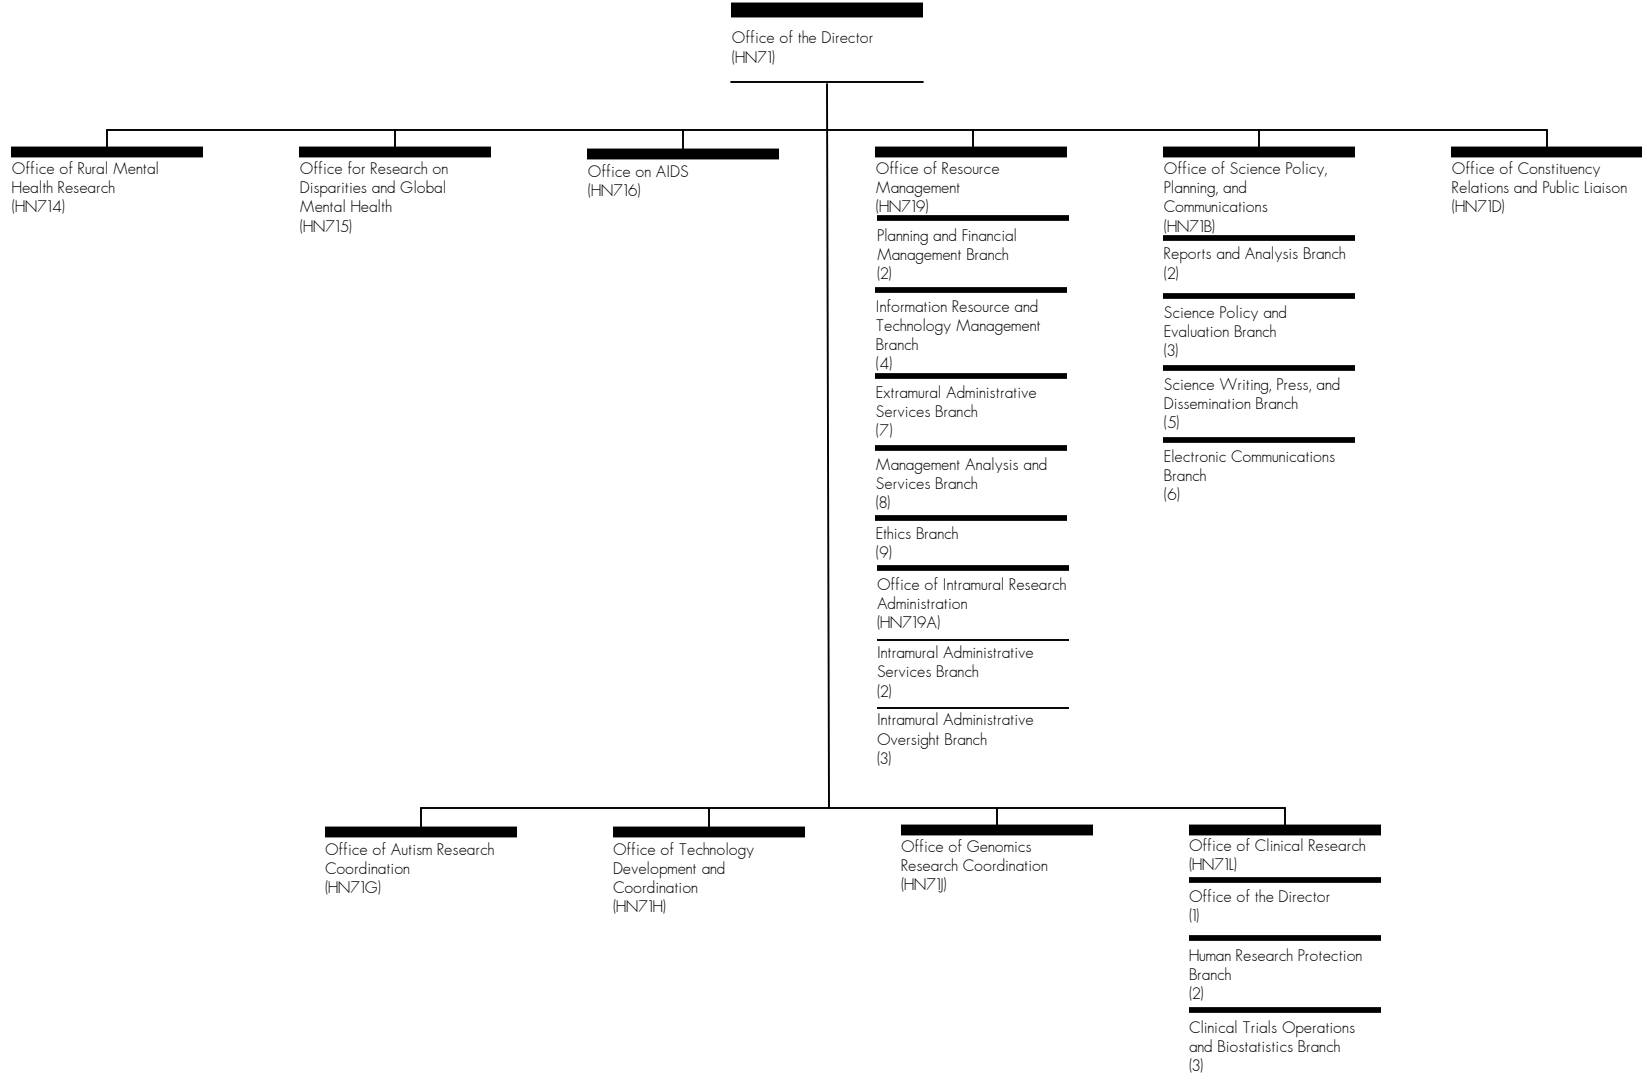 Office of the Director
(HN71)
Office of Rural Mental
Health Research
(HN714)
Office for Research on
Disparities and Global
Mental Health
(HN715)
Office on AIDS
(HN716)
Office of Resource
Management
(HN719)
Planning and Financial
Management Branch
(2)
Information Resource and
Technology Management
Branch
(4)
Extramural Administrative
Services Branch
(7)
Management Analysis and
Services Branch
(8)
Ethics Branch
(9)
Office of Intramural Research
Administration
(HN719A)
Intramural Administrative
Services Branch
(2)
Intramural Administrative
Oversight Branch
(3)
Office of Science Policy,
Planning, and
Communications
(HN71B)
Reports and Analysis Branch
(2)
Science Policy and
Evaluation Branch
(3)
Science Writing, Press, and
Dissemination Branch
(5)
Electronic Communications
Branch
(6)
Office of Constituency
Relations and Public Liaison
(HN71D)
Office of Autism Research
Coordination
(HN71G)
Office of Technology
Development and
Coordination
(HN71H)
Office of Genomics
Research Coordination
(HN71J)
Office of Clinical Research
(HN71L)
Office of the Director
(1)
Human Research Protection
Branch
(2)
Clinical Trials Operations
and Biostatistics Branch
(3)